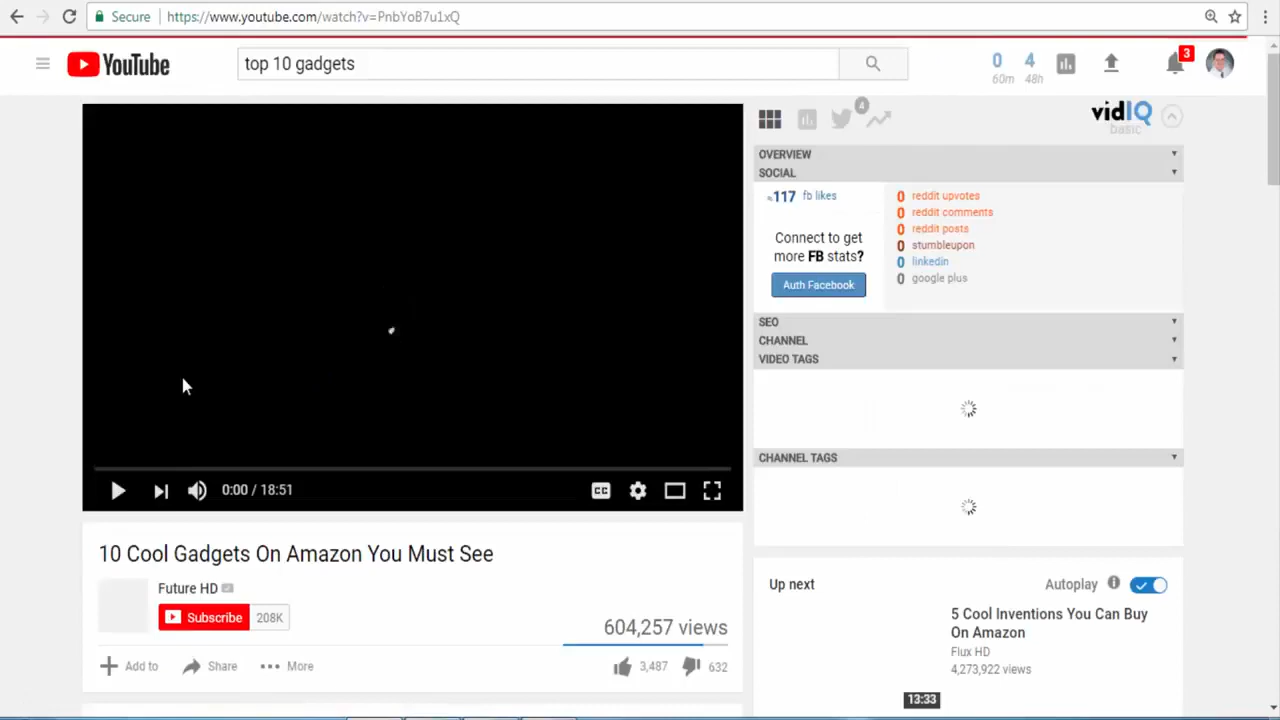 Secure https://www.youtube.com/watch?v=PnbYoB7u1xQ
YouTube
top 10 gadgets
0 4
60m 48h
3
4
vidIQ
basic
OVERVIEW
SOCIAL
117 fb likes
Connect to get
more FB stats?
Auth Facebook
0 reddit upvotes
0 reddit comments
0 reddit posts
0 stumbleupon
0 linkedin
0 google plus
SEO
CHANNEL
VIDEO TAGS
CHANNEL TAGS
0:00 / 18:51
CC
10 Cool Gadgets On Amazon You Must See
Future HD
Subscribe 208K
604,257 views
Add to Share More 3,487 632
Up next Autoplay
5 Cool Inventions You Can Buy
On Amazon
Flux HD
4,273,922 views
13:33